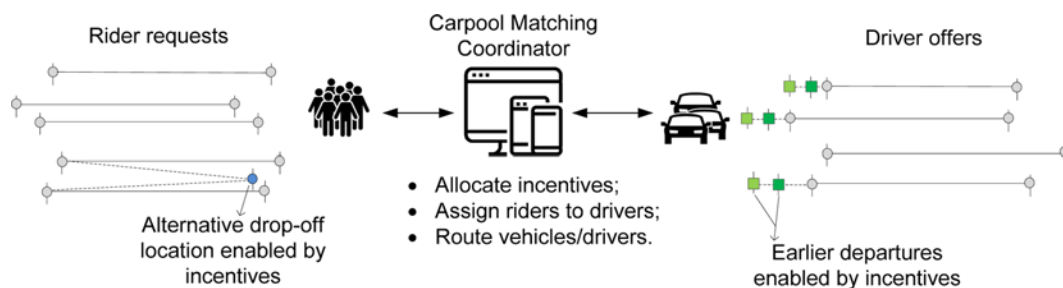 Rider requests
Alternative drop-off
location enabled by
incentives
Carpool Matching
Coordinator
● Allocate incentives;
● Assign riders to drivers;
● Route vehicles/drivers.
Driver offers
Earlier departures
enabled by incentives